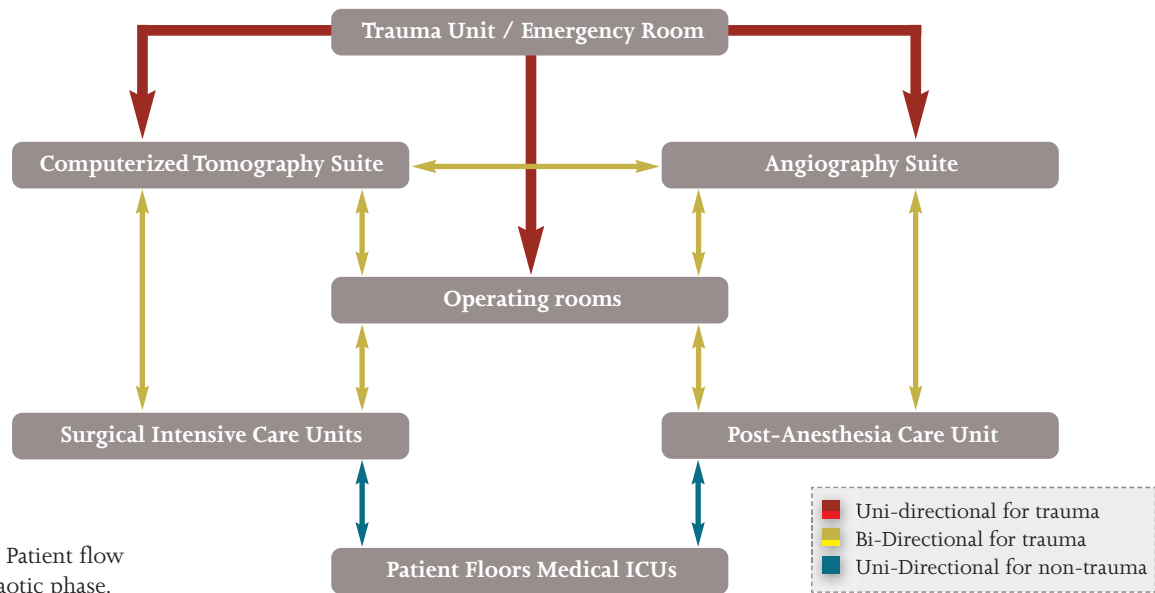 Trauma Unit / Emergency Room
Computerized Tomography Suite
Angiography Suite
Operating rooms
Surgical Intensive Care Units
Post-Anesthesia Care Unit
Patient Floors Medical ICUs
Uni-directional for trauma
Bi-Directional for trauma
Uni-Directional for non-trauma
Patient flow
phase.